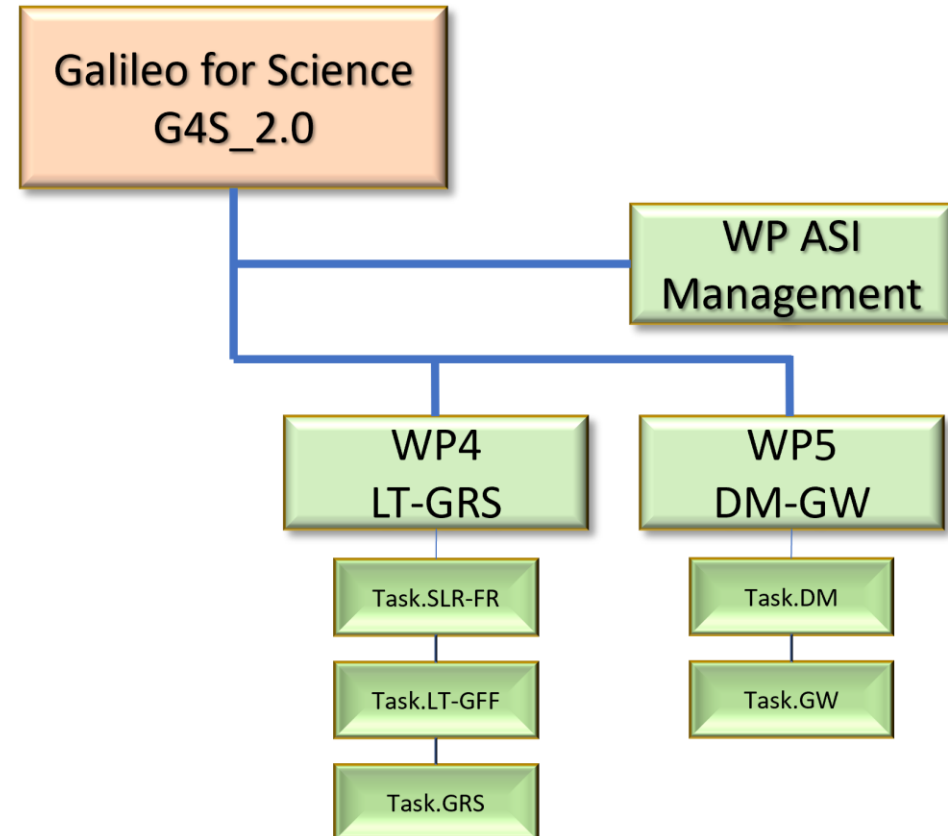 Galileo for Science
G4S_2.0
WP ASI
Management
WP4
LT-GRS
WP5
DM-GW
Task.SLR-FR
Task.LT-GFF
Task.GRS
Task.DM
Task.GW